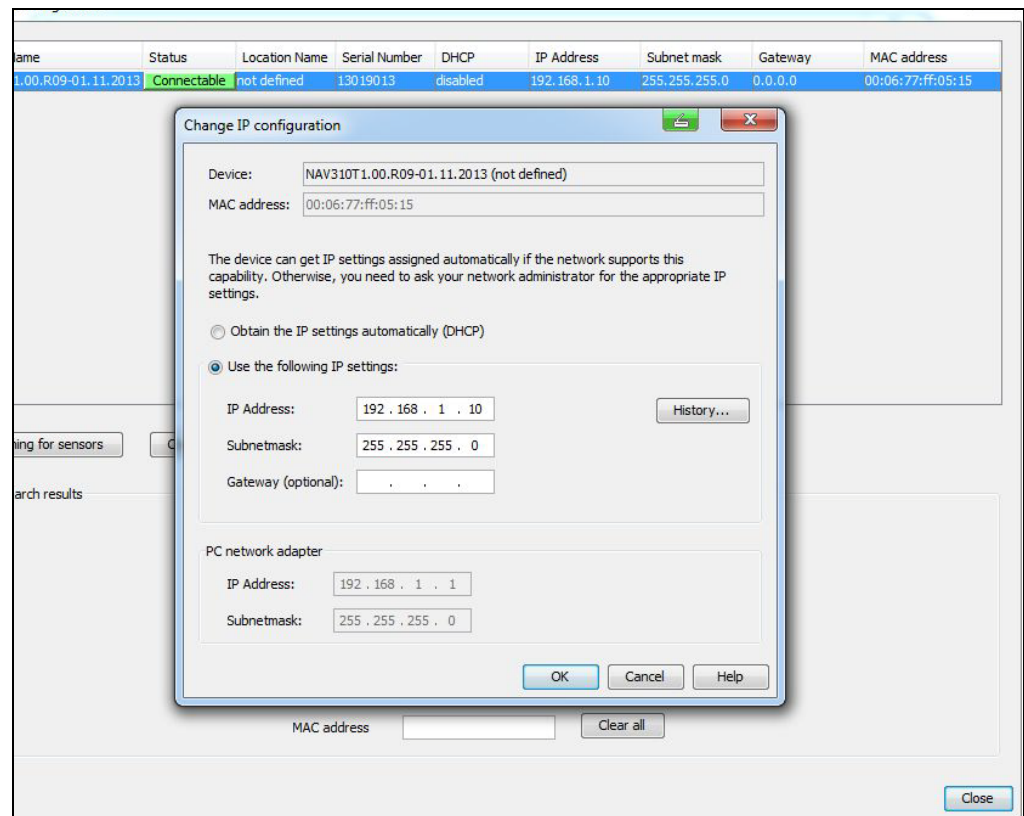 ame Status Location Name Serial Number DHCP IP Address Subnet mask Gateway MAC address
1.00.R09-01.11.2013 Connectable not defined 13019013 disabled 192.168.1.10 255.255.255.0 0.0.0.0 00:06:77:ff:05:15
Change IP configuration
Device: NAV310T1.00.R09-01.11.2013 (not defined)
MAC address: 00:06:77:ff:05:15
The device can get IP settings assigned automatically if the network supports this
capability. Otherwise, you need to ask your network administrator for the appropriate IP
settings.
Obtain the IP settings automatically (DHCP)
Use the following IP settings:
IP Address: 192 . 168 . 1 . 10 History...
Subnetmask: 255 . 255 . 255 . 0
Gateway (optional): . . .
ning for sensors
arch results
PC network adapter
IP Address: 192 . 168 . 1 . 1
Subnetmask: 255 . 255 . 255 . 0
OK Cancel Help
MAC address Clear all
Close